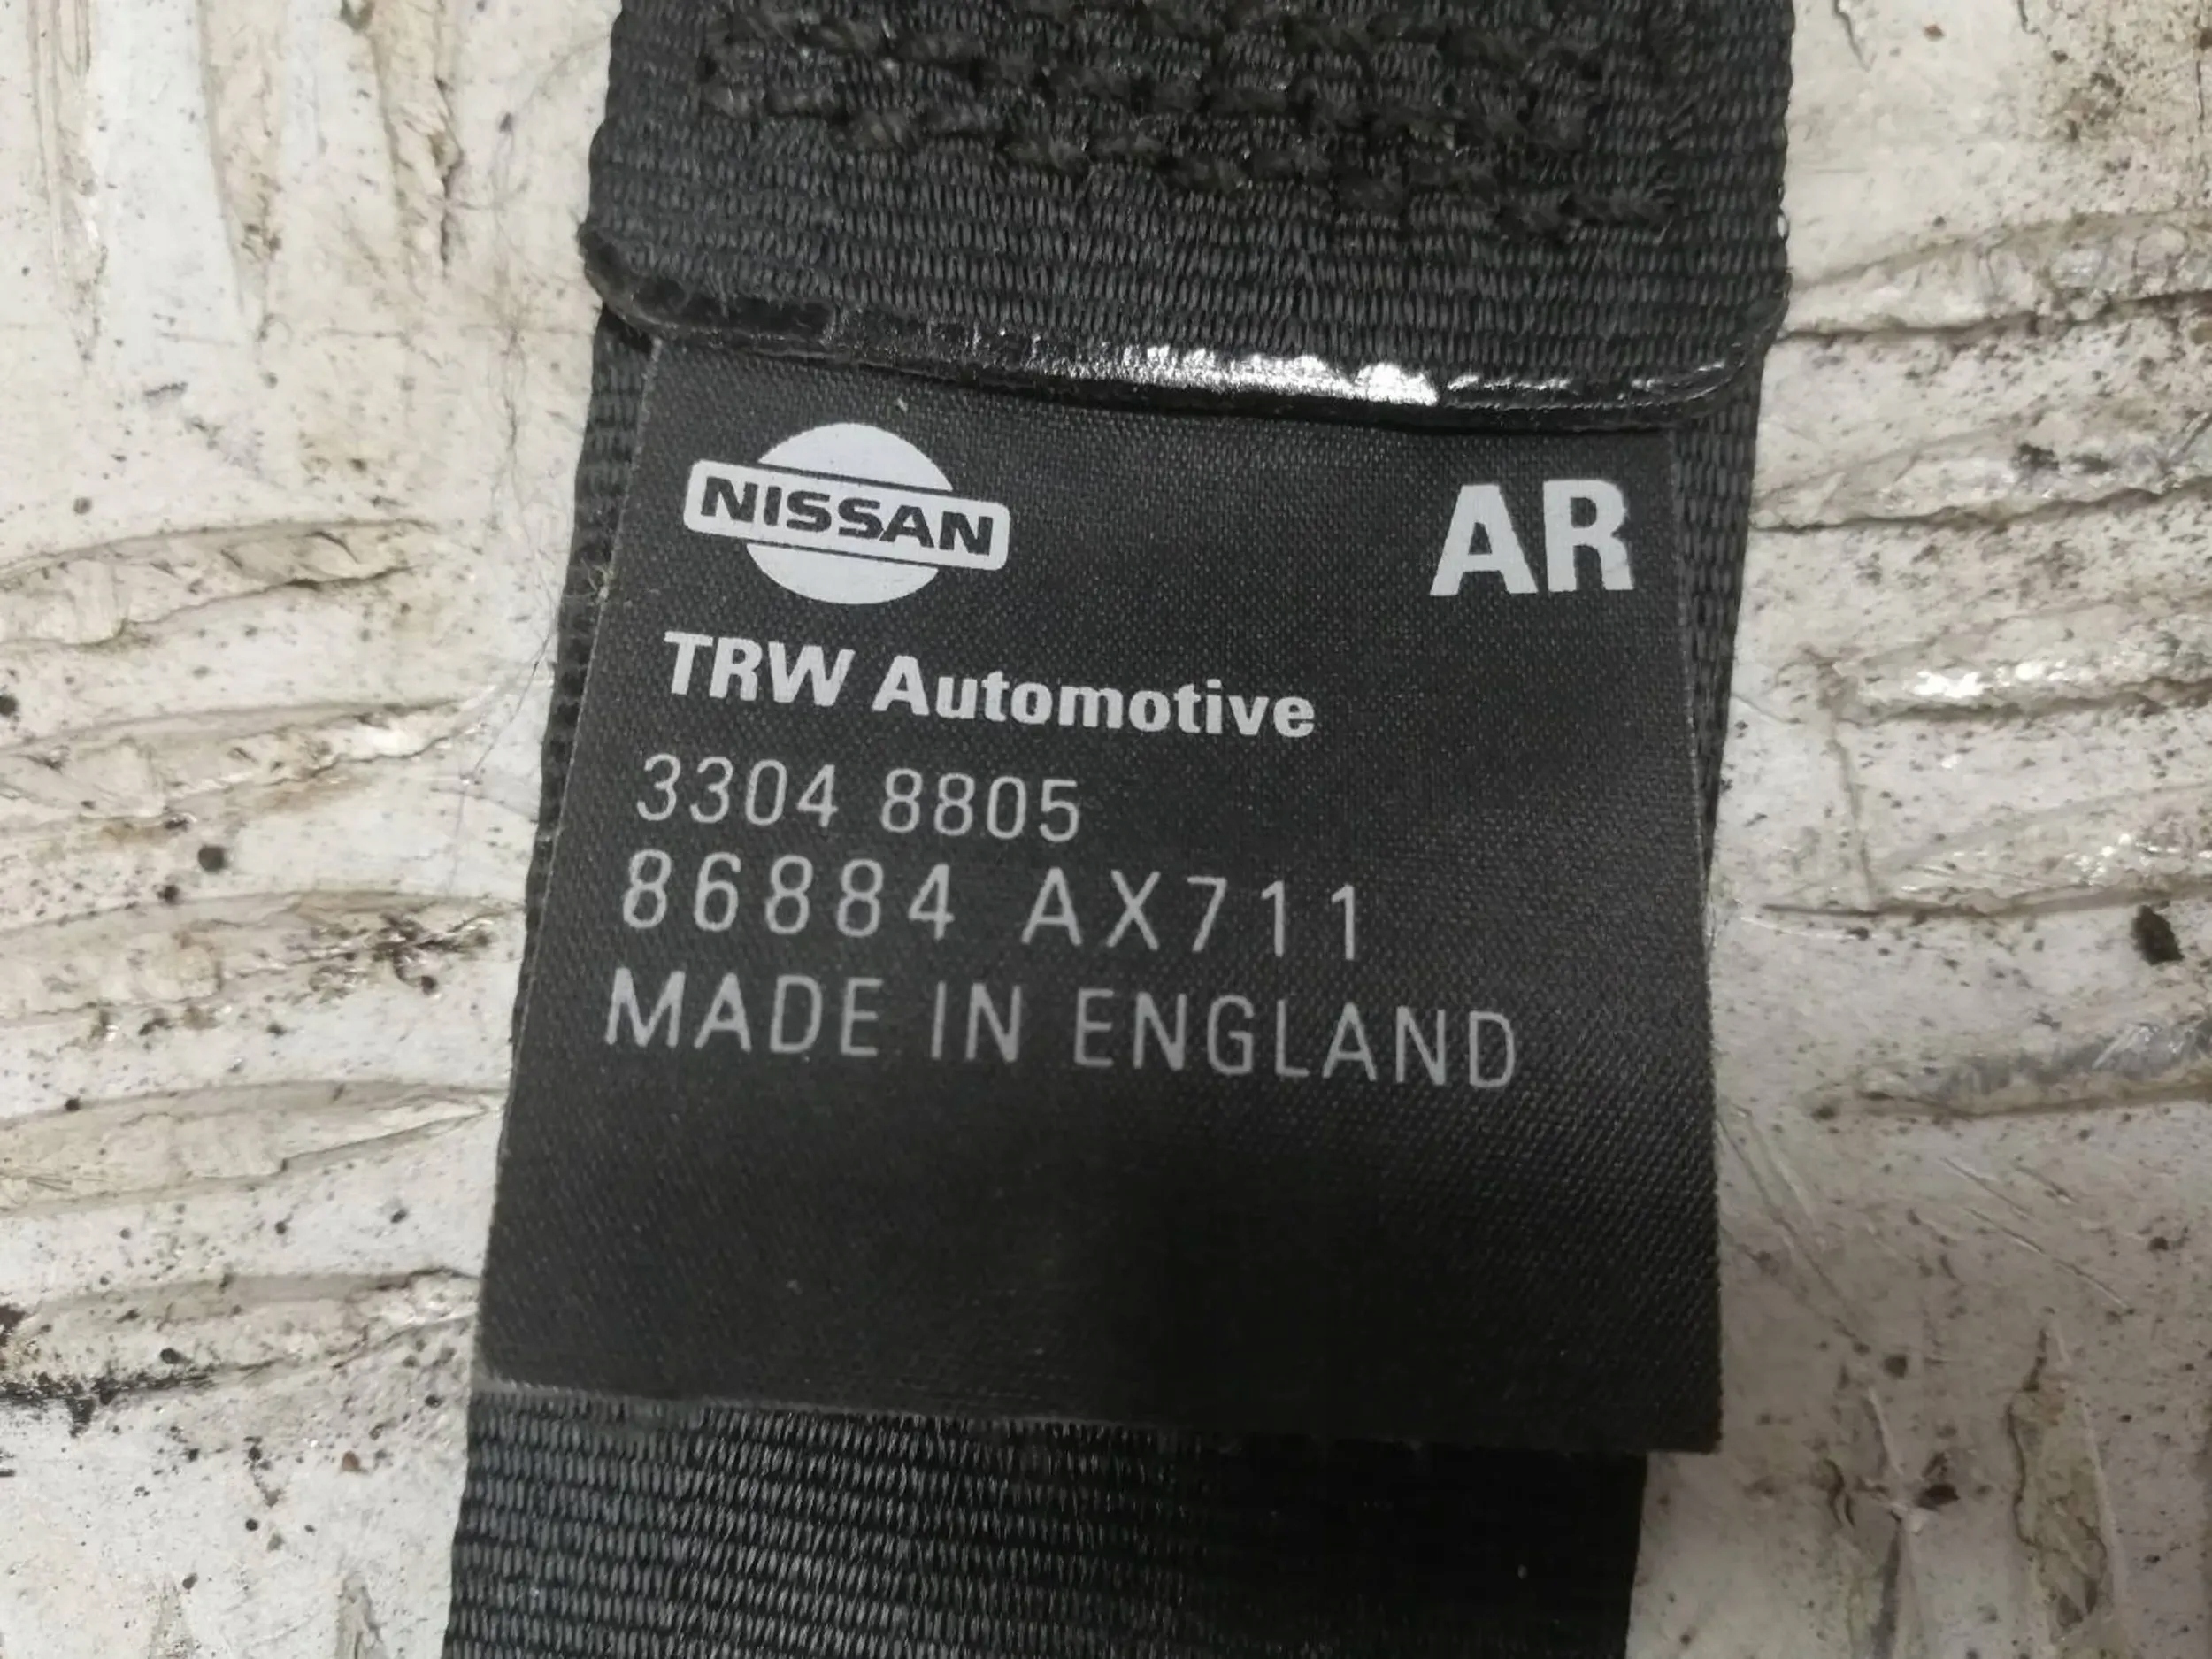 NISSAN
AR
TRW Automotive
3304 8805
86884 AX711
MADE IN ENGLAND